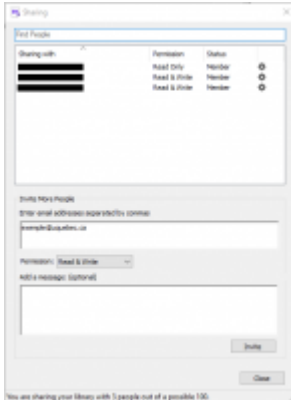 Sharing
Find People
Sharing with Permission Status
Read Only Member
Read & Write Member
Read & Write Member
Invite More People
Enter email addresses separated by commas
exemple@uquebec.ca
Permission: Read & Write
Add a message: (optional)
Invite
Close
You are sharing your library with 3 people out of a possible 100.